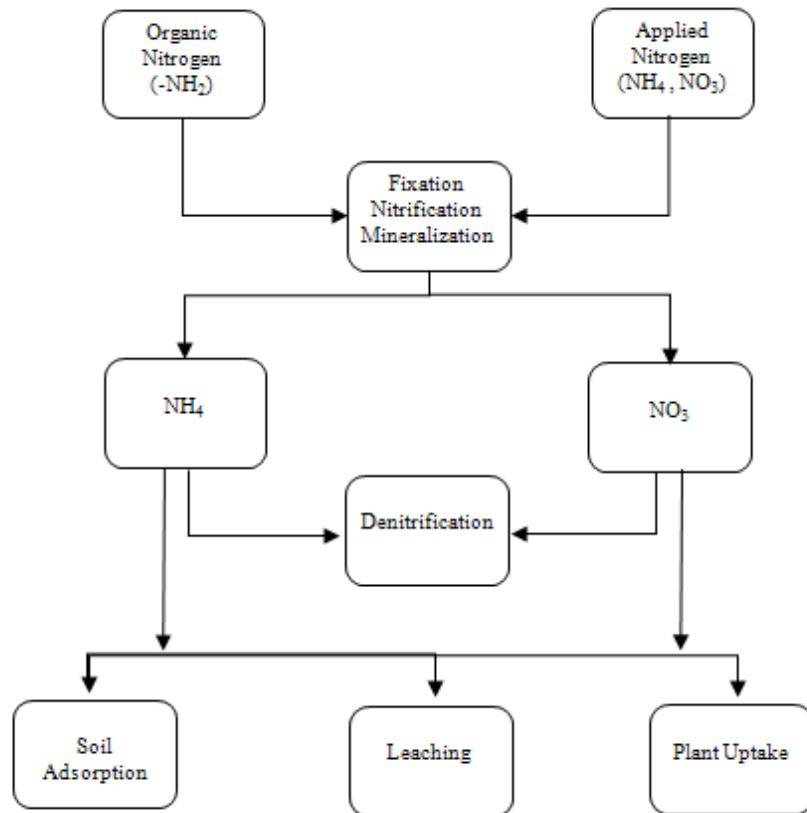 Organic
Nitrogen
(-NH₂)
Applied
Nitrogen
(NH₄ , NO₃)
Fixation
Nitrification
Mineralization
NH₄
NO₃
Denitrification
Soil
Adsorption
Leaching
Plant Uptake